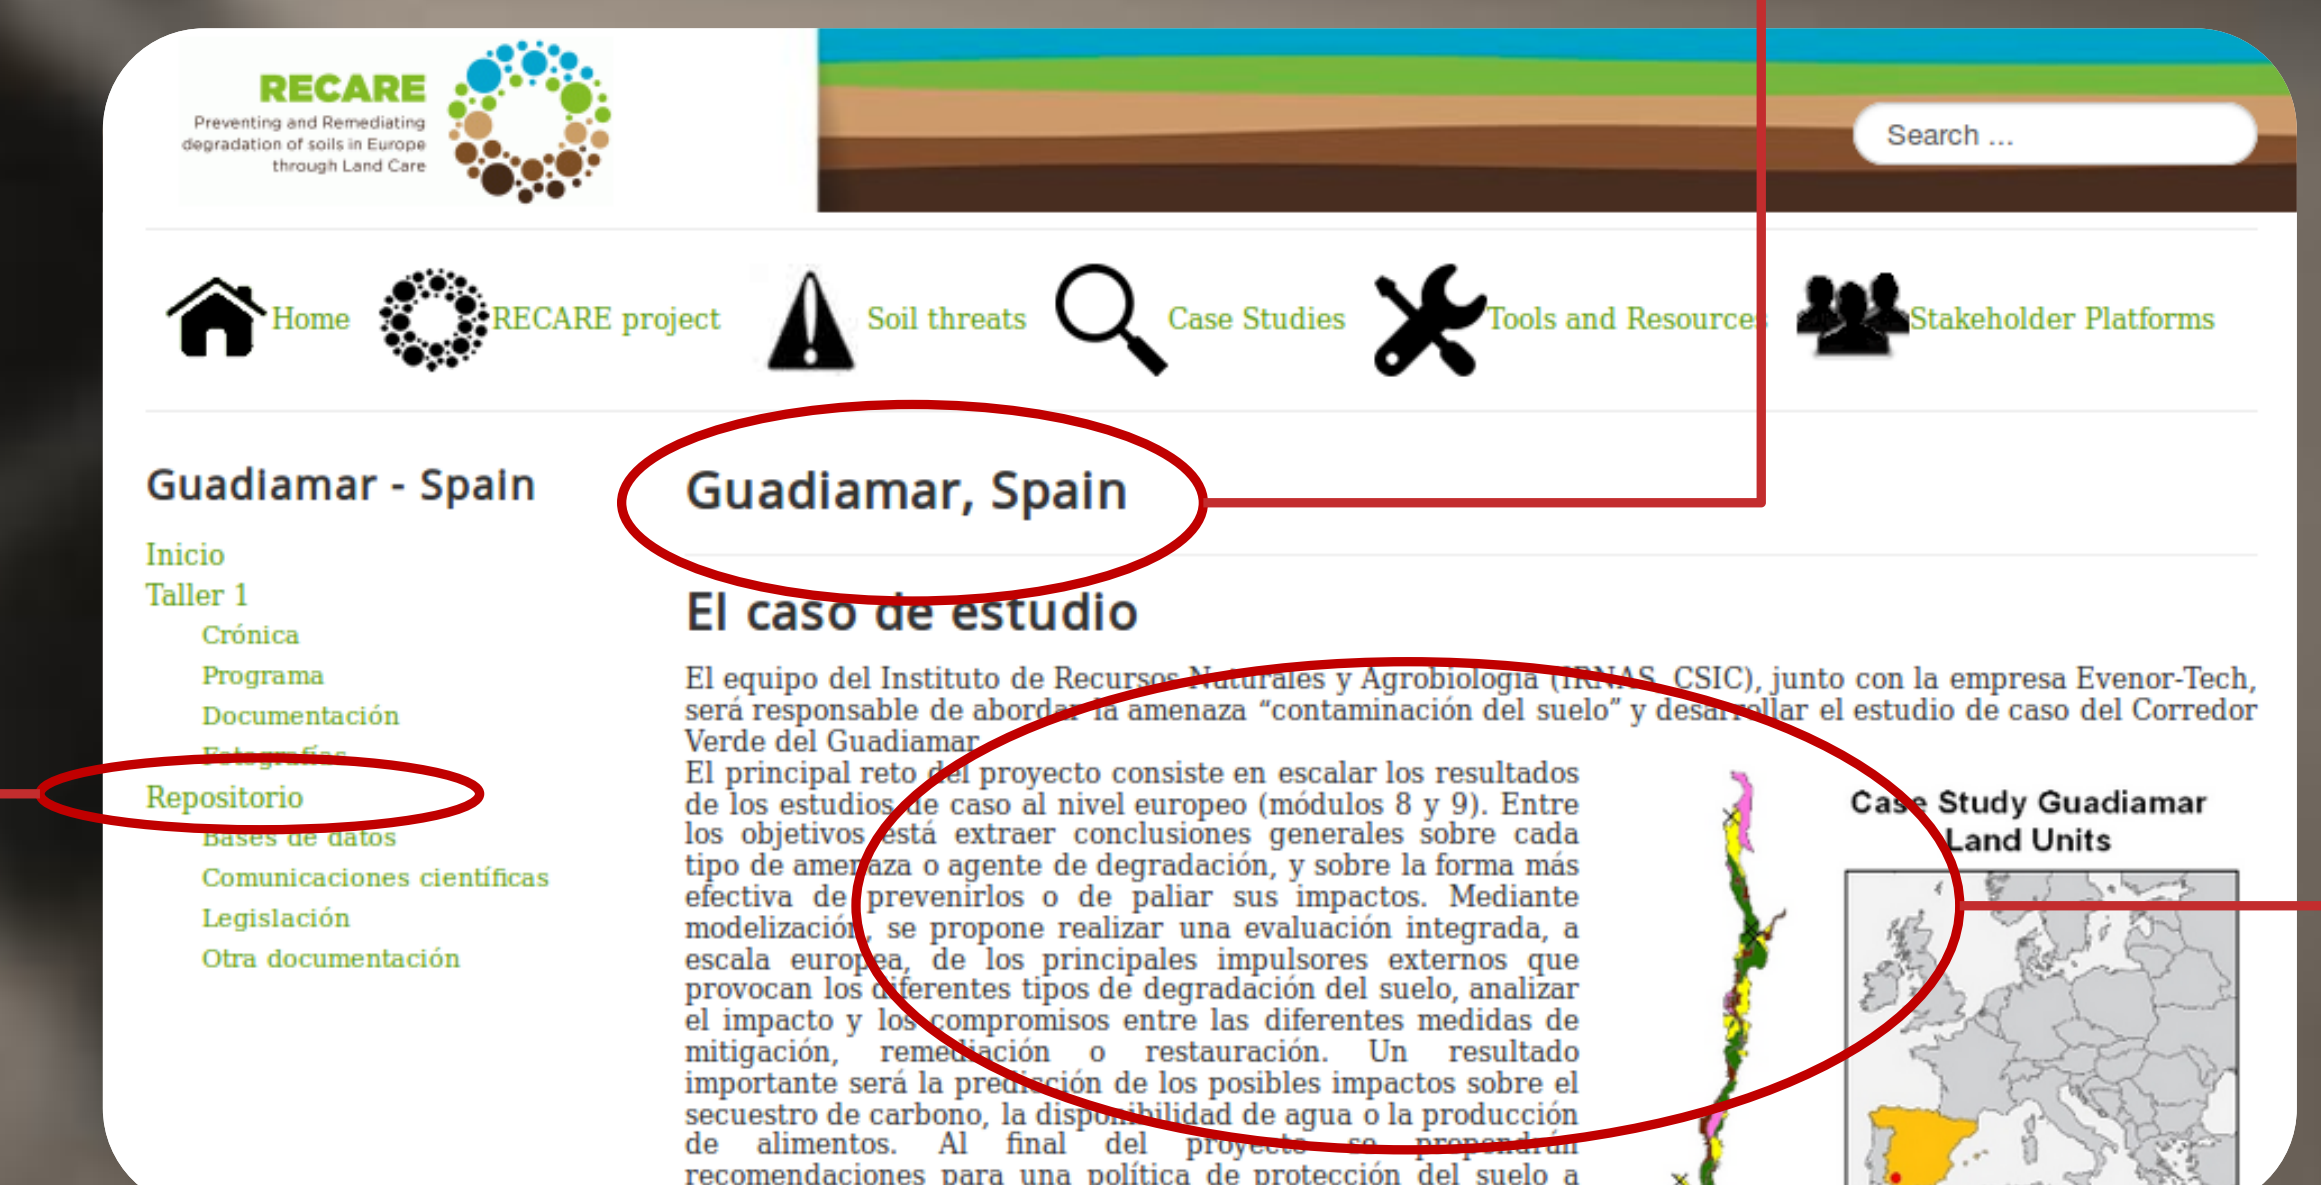 RECARE
Preventing and Remediating
degradation of soils in Europe
through Land Care
Search ...
Home
RECARE project
Soil threats
Case Studies
Tools and Resources
Stakeholder Platforms
Guadiamar - Spain
Inicio
Taller 1
Crónica
Programa
Documentación
Fotografías
Repositorio
Bases de datos
Comunicaciones científicas
Legislación
Otra documentación
Guadiamar, Spain
El caso de estudio
El equipo del Instituto de Recursos Naturales y Agrobiología (IRNAS, CSIC), junto con la empresa Evenor-Tech,
será responsable de abordar la amenaza “contaminación del suelo” y desarrollar el estudio de caso del Corredor
Verde del Guadiamar.
El principal reto del proyecto consiste en escalar los resultados
de los estudios de caso al nivel europeo (módulos 8 y 9). Entre
los objetivos está extraer conclusiones generales sobre cada
tipo de amenaza o agente de degradación, y sobre la forma más
efectiva de prevenirlos o de paliar sus impactos. Mediante
modelización, se propone realizar una evaluación integrada, a
escala europea, de los principales impulsores externos que
provocan los diferentes tipos de degradación del suelo, analizar
el impacto y los compromisos entre las diferentes medidas de
mitigación, remediación o restauración. Un resultado
importante será la predicción de los posibles impactos sobre el
secuestro de carbono, la disponibilidad de agua o la producción
de alimentos. Al final del proyecto se propondrán
recomendaciones para una política de protección del suelo a
Case Study Guadiamar
Land Units